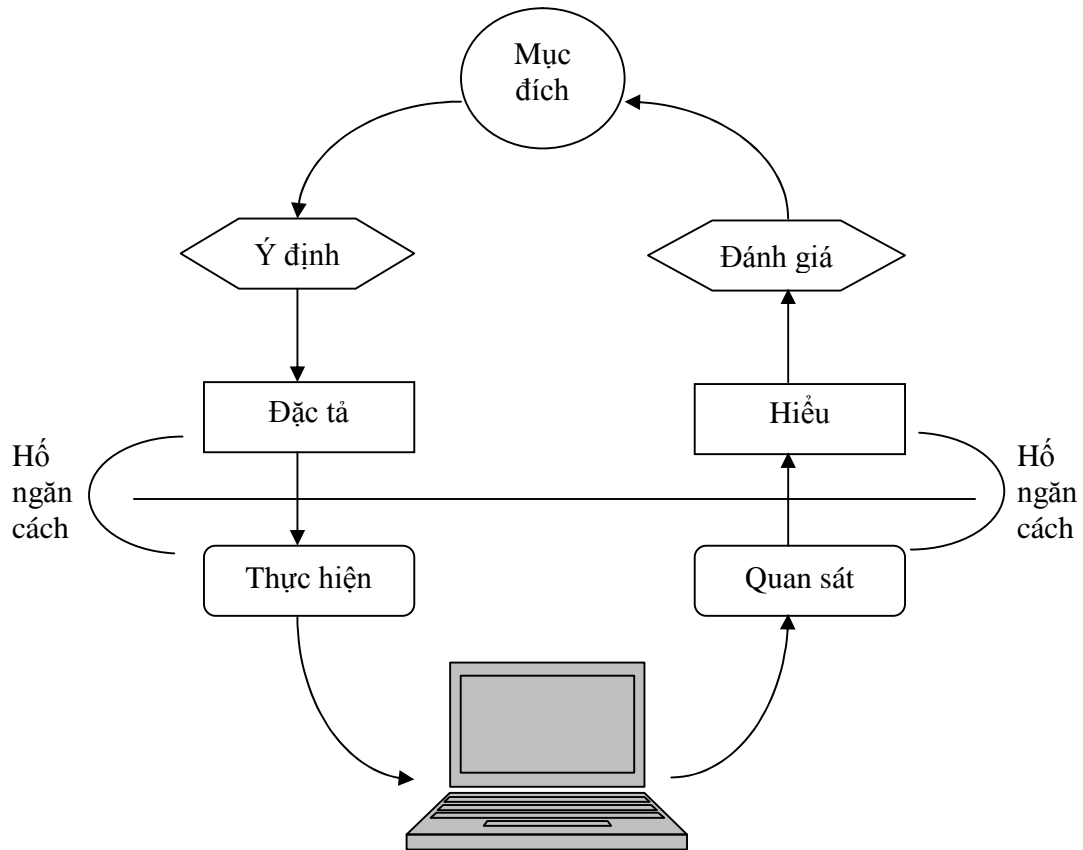 Mục
đích
Ý định
Đánh giá
Đặc tả
Hiểu
Hố
ngăn
cách
Hố
ngăn
cách
Thực hiện
Quan sát